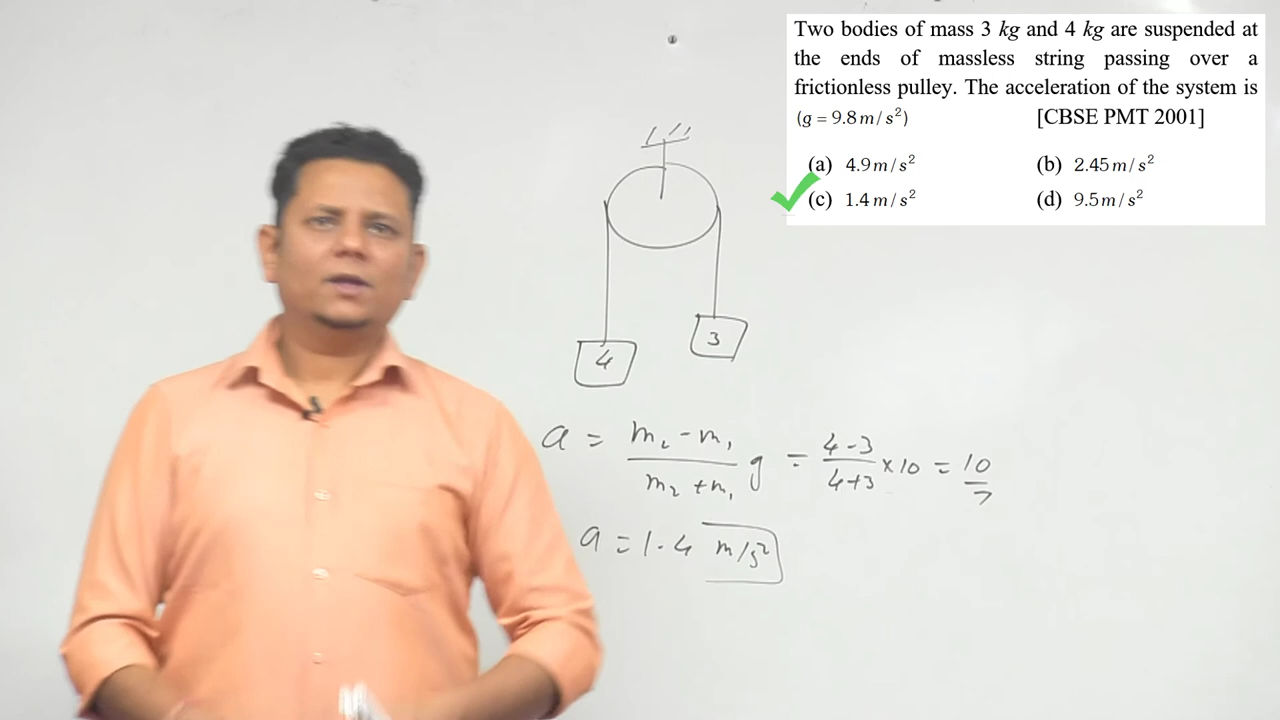 Two bodies of mass 3 kg and 4 kg are suspended at
the ends of massless string passing over a
frictionless pulley. The acceleration of the system is
(g = 9.8 m/s²) [CBSE PMT 2001]
(a) 4.9 m/s² (b) 2.45 m/s²
(c) 1.4 m/s² (d) 9.5 m/s²
4
3
a = (m₂ - m₁)/(m₂ + m₁) g = (4-3)/(4+3) × 10 = 10/7
a = 1.4 m/s²